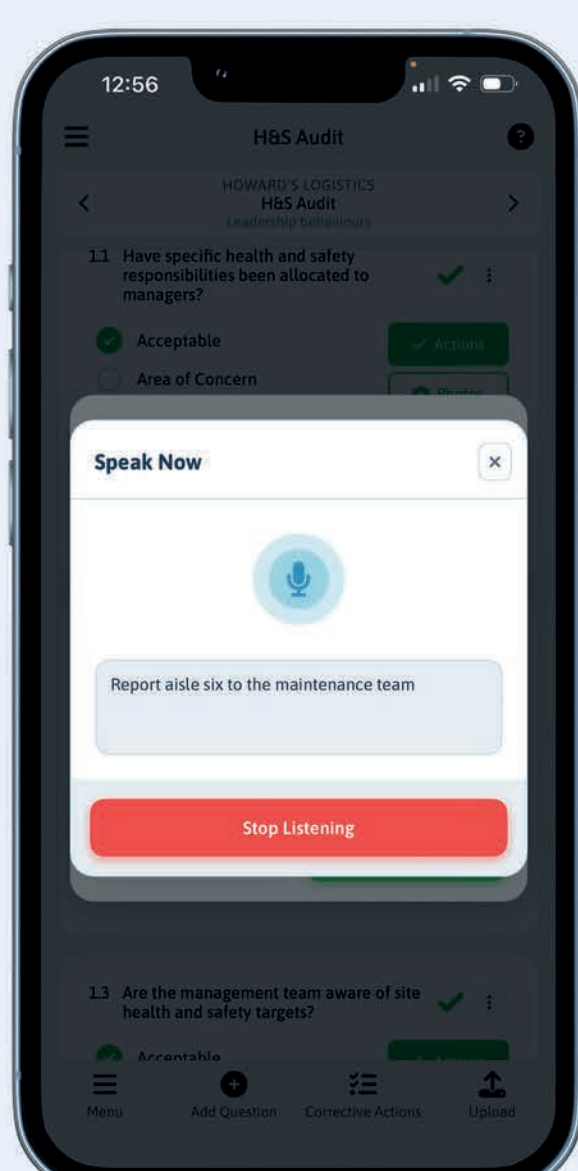 12:56
H&S Audit
HOWARD'S LOGISTICS
H&S Audit
Leadership behaviours
1.1 Have specific health and safety
responsibilities been allocated to
managers?
Acceptable
Actions
Area of Concern
Photos
Speak Now
Report aisle six to the maintenance team
Stop Listening
1.3 Are the management team aware of site
health and safety targets?
Acceptable
Menu
Add Question
Corrective Actions
Upload